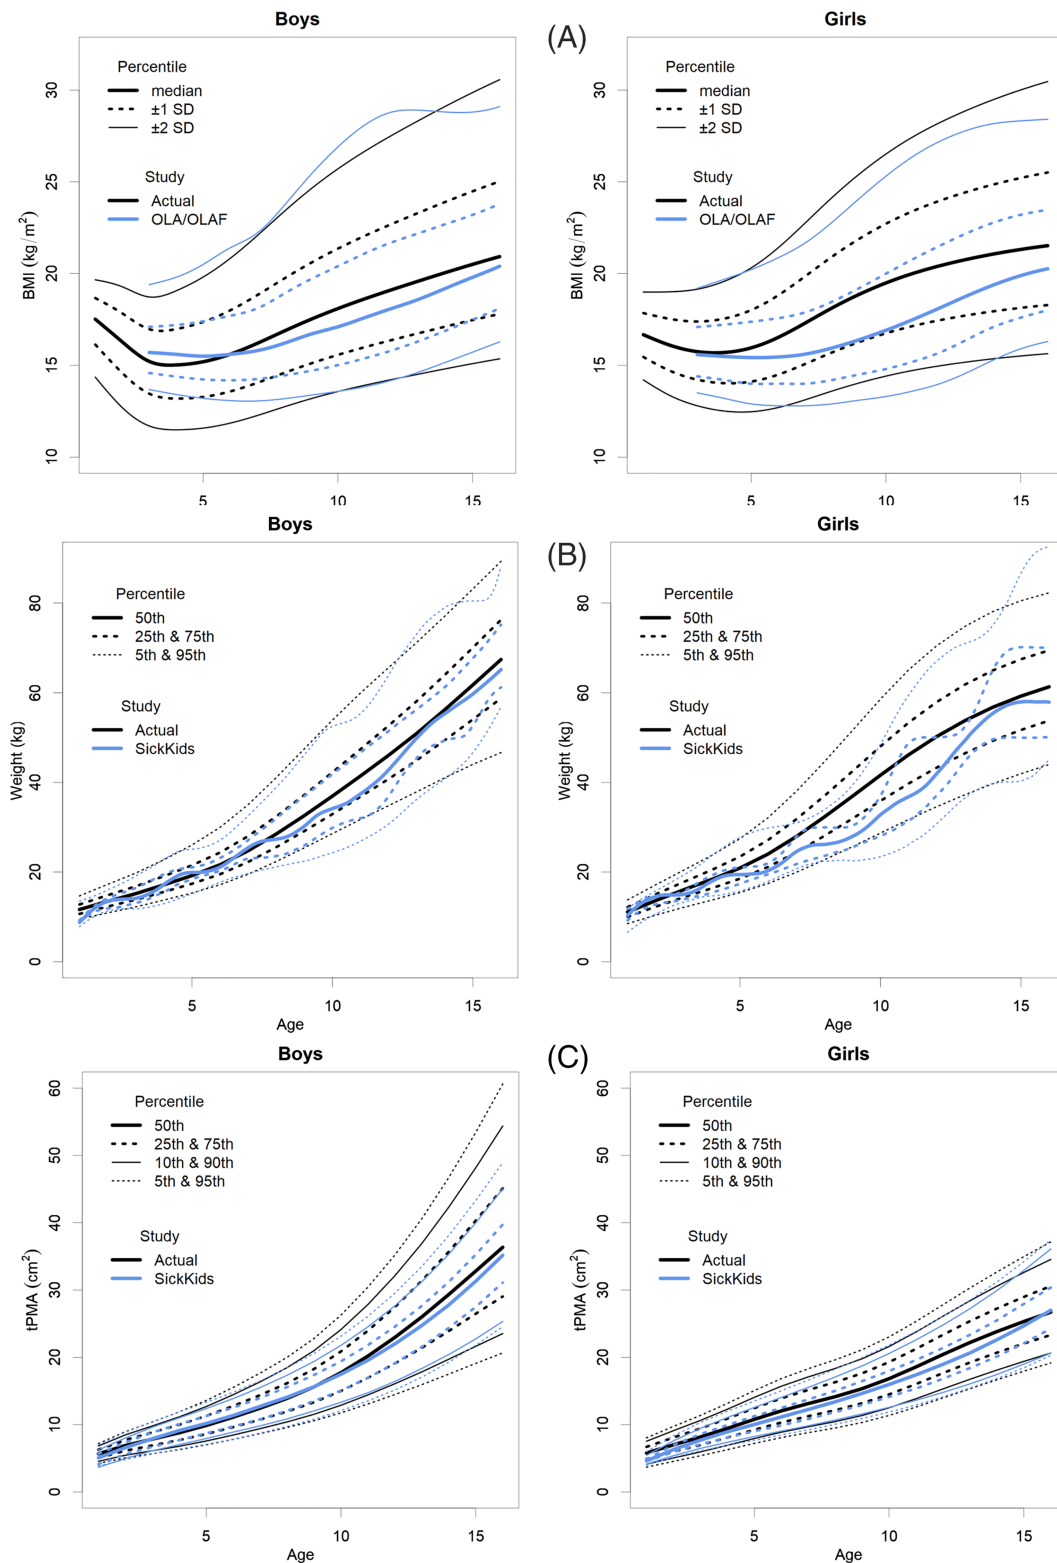 Boys
(A)
Girls
Percentile
median
±1 SD
±2 SD
Study
Actual
OLA/OLAF
BMI (kg/m²)
10 15 20 25 30
5 10 15
Percentile
median
±1 SD
±2 SD
Study
Actual
OLA/OLAF
BMI (kg/m²)
10 15 20 25 30
5 10 15
Boys
(B)
Girls
Percentile
50th
25th & 75th
5th & 95th
Study
Actual
SickKids
Weight (kg)
0 20 40 60 80
5 10 15
Age
Percentile
50th
25th & 75th
5th & 95th
Study
Actual
SickKids
Weight (kg)
0 20 40 60 80
5 10 15
Age
Boys
(C)
Girls
Percentile
50th
25th & 75th
10th & 90th
5th & 95th
Study
Actual
SickKids
tPMA (cm²)
0 10 20 30 40 50 60
5 10 15
Age
Percentile
50th
25th & 75th
10th & 90th
5th & 95th
Study
Actual
SickKids
tPMA (cm²)
0 10 20 30 40 50 60
5 10 15
Age